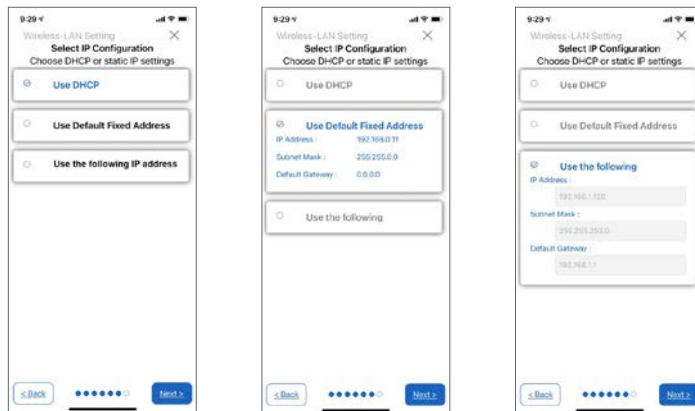 9:29
Wireless-LAN Setting
Select IP Configuration
Choose DHCP or static IP settings
Use DHCP
Use Default Fixed Address
Use the following IP address
< Back
Next >
9:29
Wireless-LAN Setting
Select IP Configuration
Choose DHCP or static IP settings
Use DHCP
Use Default Fixed Address
IP Address : 192.168.0.11
Subnet Mask : 255.255.0.0
Default Gateway : 0.0.0.0
Use the following
< Back
Next >
9:29
Wireless-LAN Setting
Select IP Configuration
Choose DHCP or static IP settings
Use DHCP
Use Default Fixed Address
Use the following
IP Address :
192.168.1.128
Subnet Mask :
255.255.255.0
Default Gateway :
192.168.1.1
< Back
Next >